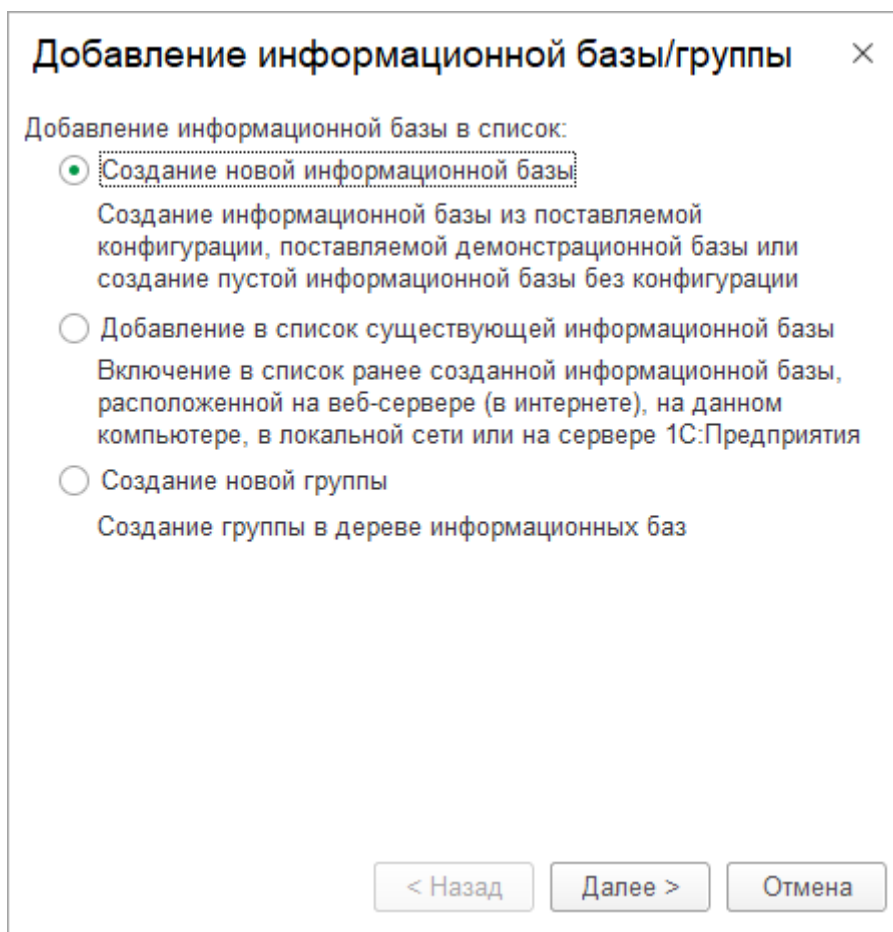 Добавление информационной базы/группы
Добавление информационной базы в список:
Создание новой информационной базы
Создание информационной базы из поставляемой
конфигурации, поставляемой демонстрационной базы или
создание пустой информационной базы без конфигурации
Добавление в список существующей информационной базы
Включение в список ранее созданной информационной базы,
расположенной на веб-сервере (в интернете), на данном
компьютере, в локальной сети или на сервере 1С:Предприятия
Создание новой группы
Создание группы в дереве информационных баз
< Назад Далее > Отмена